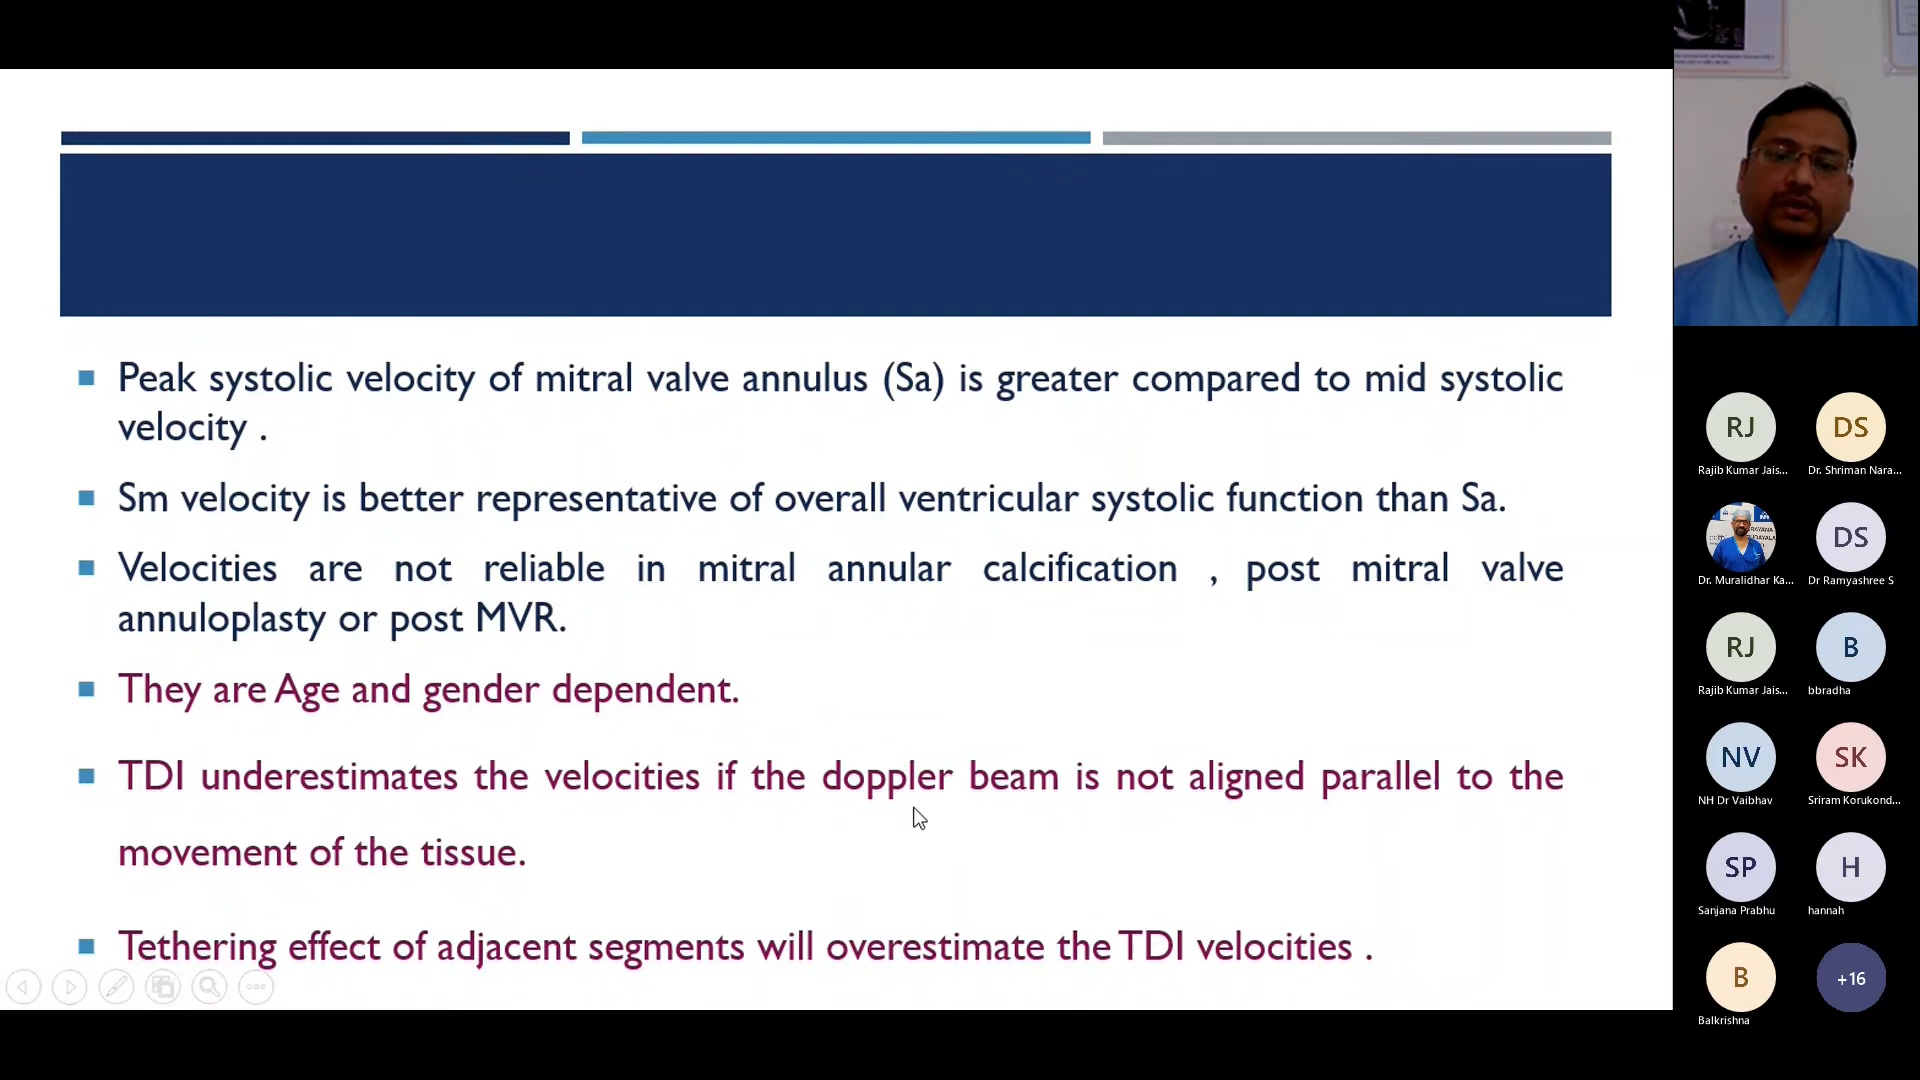 Peak systolic velocity of mitral valve annulus (Sa) is greater compared to mid systolic
velocity .
Sm velocity is better representative of overall ventricular systolic function than Sa.
Velocities are not reliable in mitral annular calcification , post mitral valve
annuloplasty or post MVR.
They are Age and gender dependent.
TDI underestimates the velocities if the doppler beam is not aligned parallel to the
movement of the tissue.
Tethering effect of adjacent segments will overestimate the TDI velocities .
RJ
DS
Rajib Kumar Jais...
Dr. Shriman Nara...
DS
Dr. Muralidhar Ka...
Dr Ramyashree S
RJ
B
Rajib Kumar Jais...
bbradha
NV
SK
NH Dr Vaibhav
Sriram Korukond...
SP
H
Sanjana Prabhu
hannah
B
+16
Balkrishna